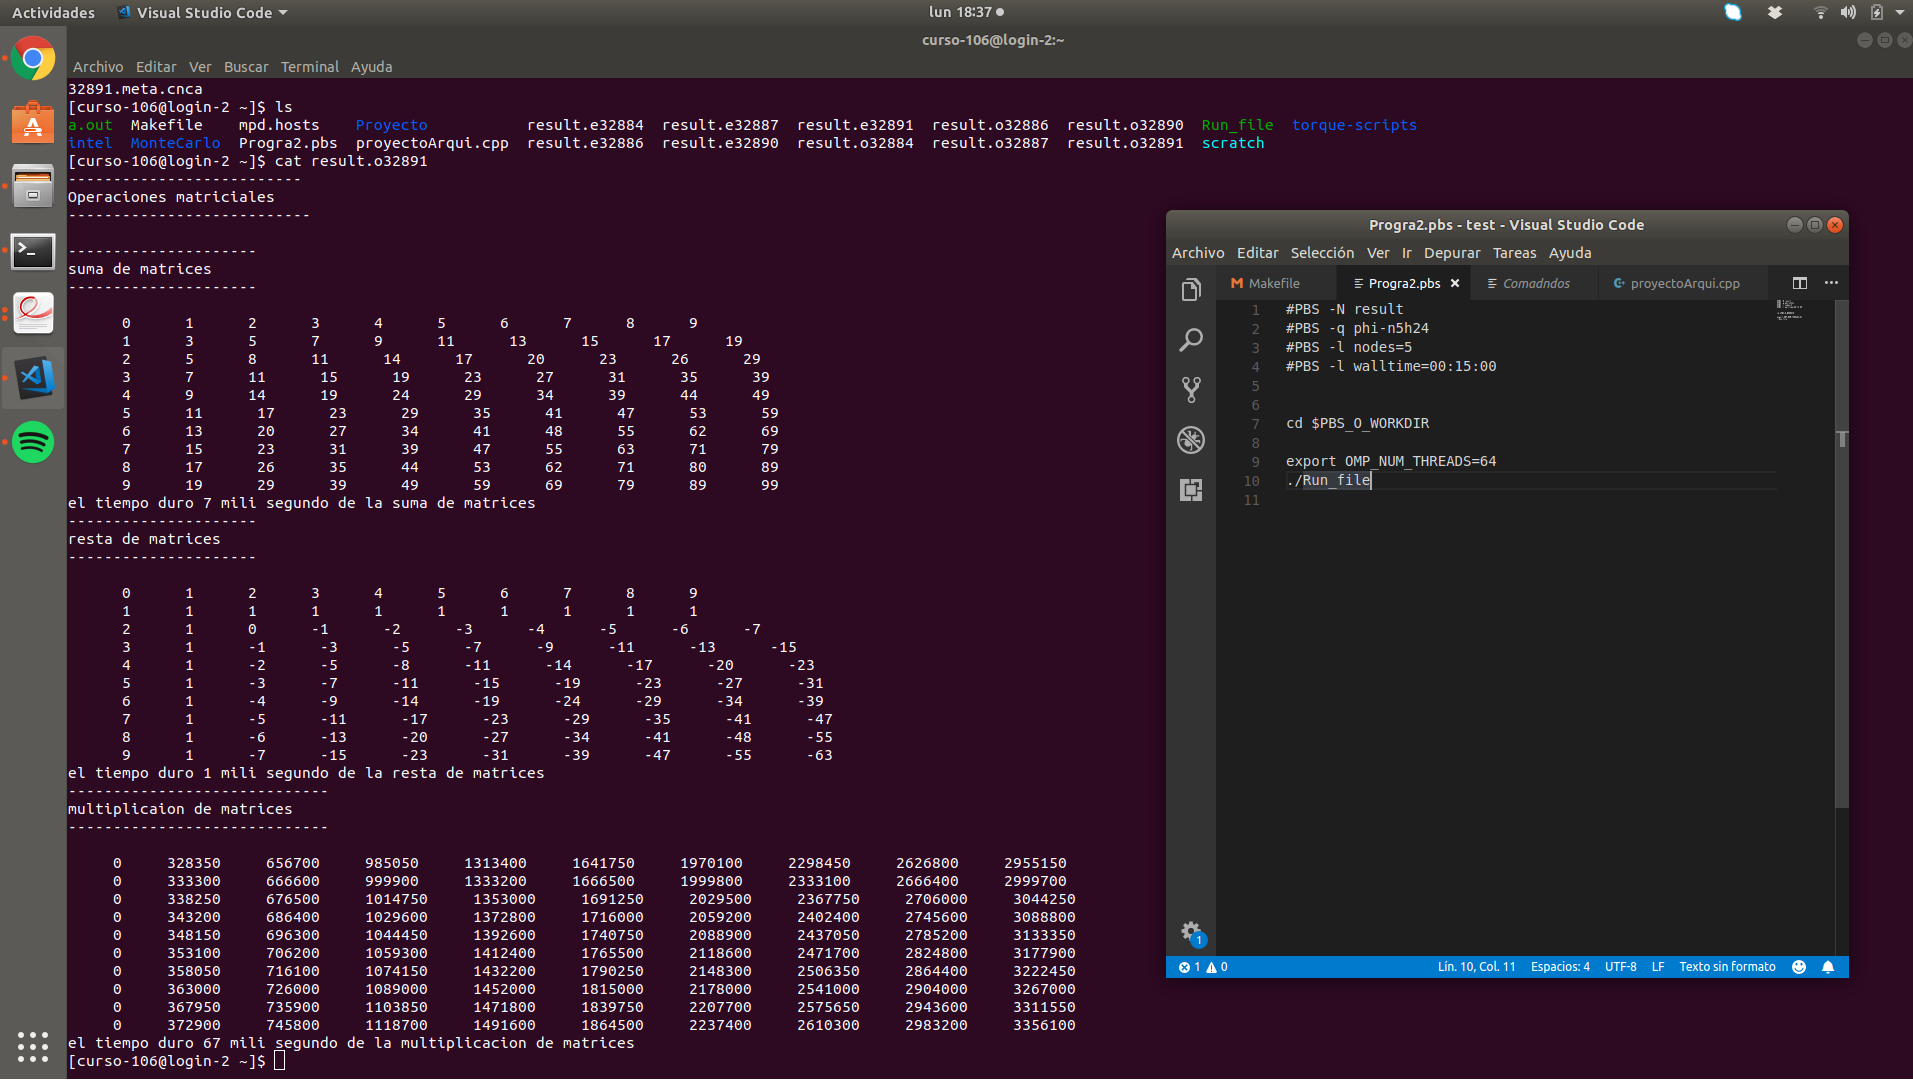 Actividades Visual Studio Code lun 18:37
curso-106@login-2:~
Archivo Editar Ver Buscar Terminal Ayuda
32891.meta.cnca
[curso-106@login-2 ~]$ ls
a.out Makefile mpd.hosts Proyecto result.e32884 result.e32887 result.e32891 result.o32886 result.o32890 Run_file torque-scripts
intel MonteCarlo Progra2.pbs proyectoArqui.cpp result.e32886 result.e32890 result.o32884 result.o32887 result.o32891 scratch
[curso-106@login-2 ~]$ cat result.o32891
--------------------------
Operaciones matriciales
---------------------------
---------------------
suma de matrices
---------------------
0 1 2 3 4 5 6 7 8 9
1 3 5 7 9 11 13 15 17 19
2 5 8 11 14 17 20 23 26 29
3 7 11 15 19 23 27 31 35 39
4 9 14 19 24 29 34 39 44 49
5 11 17 23 29 35 41 47 53 59
6 13 20 27 34 41 48 55 62 69
7 15 23 31 39 47 55 63 71 79
8 17 26 35 44 53 62 71 80 89
9 19 29 39 49 59 69 79 89 99
el tiempo duro 7 mili segundo de la suma de matrices
---------------------
resta de matrices
---------------------
0 1 2 3 4 5 6 7 8 9
1 1 1 1 1 1 1 1 1 1
2 1 0 -1 -2 -3 -4 -5 -6 -7
3 1 -1 -3 -5 -7 -9 -11 -13 -15
4 1 -2 -5 -8 -11 -14 -17 -20 -23
5 1 -3 -7 -11 -15 -19 -23 -27 -31
6 1 -4 -9 -14 -19 -24 -29 -34 -39
7 1 -5 -11 -17 -23 -29 -35 -41 -47
8 1 -6 -13 -20 -27 -34 -41 -48 -55
9 1 -7 -15 -23 -31 -39 -47 -55 -63
el tiempo duro 1 mili segundo de la resta de matrices
-----------------------------
multiplicaion de matrices
-----------------------------
0 328350 656700 985050 1313400 1641750 1970100 2298450 2626800 2955150
0 333300 666600 999900 1333200 1666500 1999800 2333100 2666400 2999700
0 338250 676500 1014750 1353000 1691250 2029500 2367750 2706000 3044250
0 343200 686400 1029600 1372800 1716000 2059200 2402400 2745600 3088800
0 348150 696300 1044450 1392600 1740750 2088900 2437050 2785200 3133350
0 353100 706200 1059300 1412400 1765500 2118600 2471700 2824800 3177900
0 358050 716100 1074150 1432200 1790250 2148300 2506350 2864400 3222450
0 363000 726000 1089000 1452000 1815000 2178000 2541000 2904000 3267000
0 367950 735900 1103850 1471800 1839750 2207700 2575650 2943600 3311550
0 372900 745800 1118700 1491600 1864500 2237400 2610300 2983200 3356100
el tiempo duro 67 mili segundo de la multiplicacion de matrices
[curso-106@login-2 ~]$
Progra2.pbs - test - Visual Studio Code
Archivo Editar Selección Ver Ir Depurar Tareas Ayuda
Makefile Progra2.pbs Comadndos proyectoArqui.cpp
1 #PBS -N result
2 #PBS -q phi-n5h24
3 #PBS -l nodes=5
4 #PBS -l walltime=00:15:00
5
6
7 cd $PBS_O_WORKDIR
8
9 export OMP_NUM_THREADS=64
10 ./Run_file
11
1
1 0 Lín. 10, Col. 11 Espacios: 4 UTF-8 LF Texto sin formato